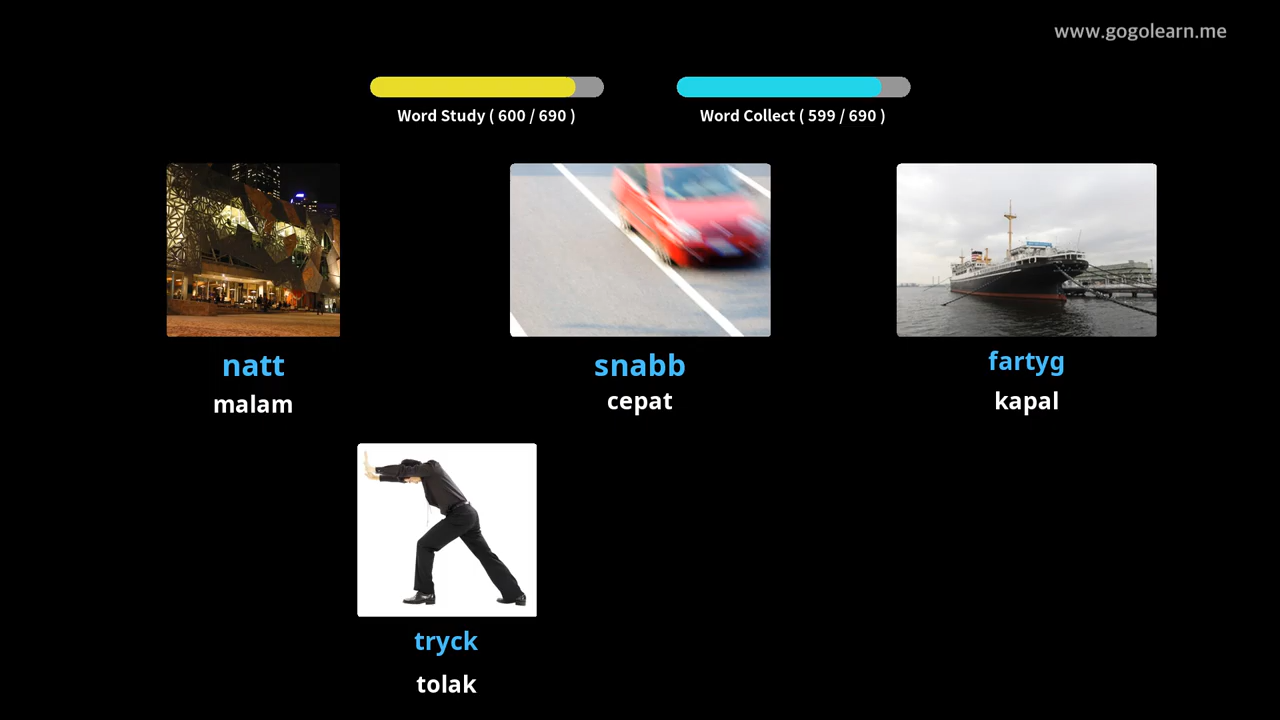 www.gogolearn.me
Word Study ( 600 / 690 )
Word Collect ( 599 / 690 )
natt
malam
snabb
cepat
fartyg
kapal
tryck
tolak